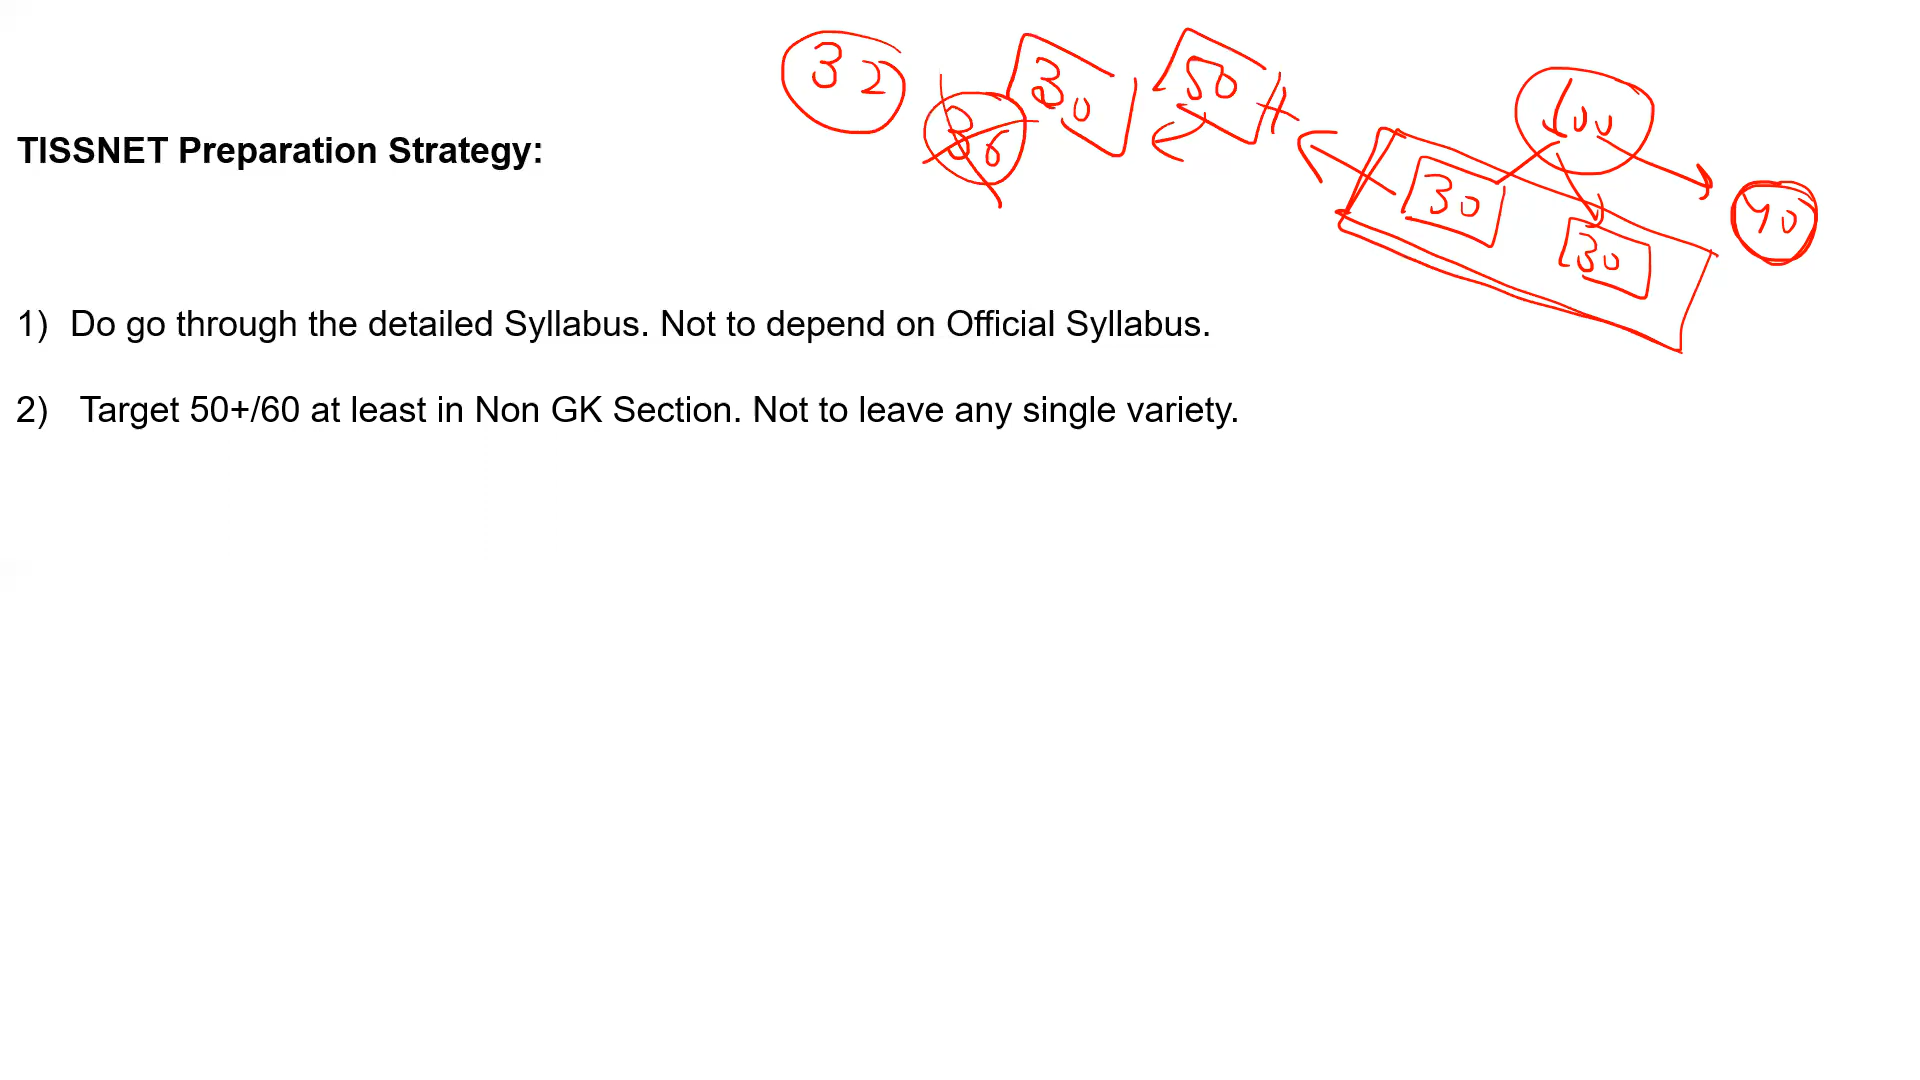 32
36
30
50+
100
30
30
40
TISSNET Preparation Strategy:
1) Do go through the detailed Syllabus. Not to depend on Official Syllabus.
2) Target 50+/60 at least in Non GK Section. Not to leave any single variety.